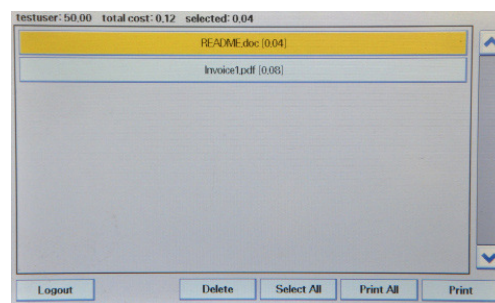 testuser: 50.00 total cost: 0.12 selected: 0.04
README.doc [0.04]
Invoice1.pdf [0.08]
Logout Delete Select All Print All Print